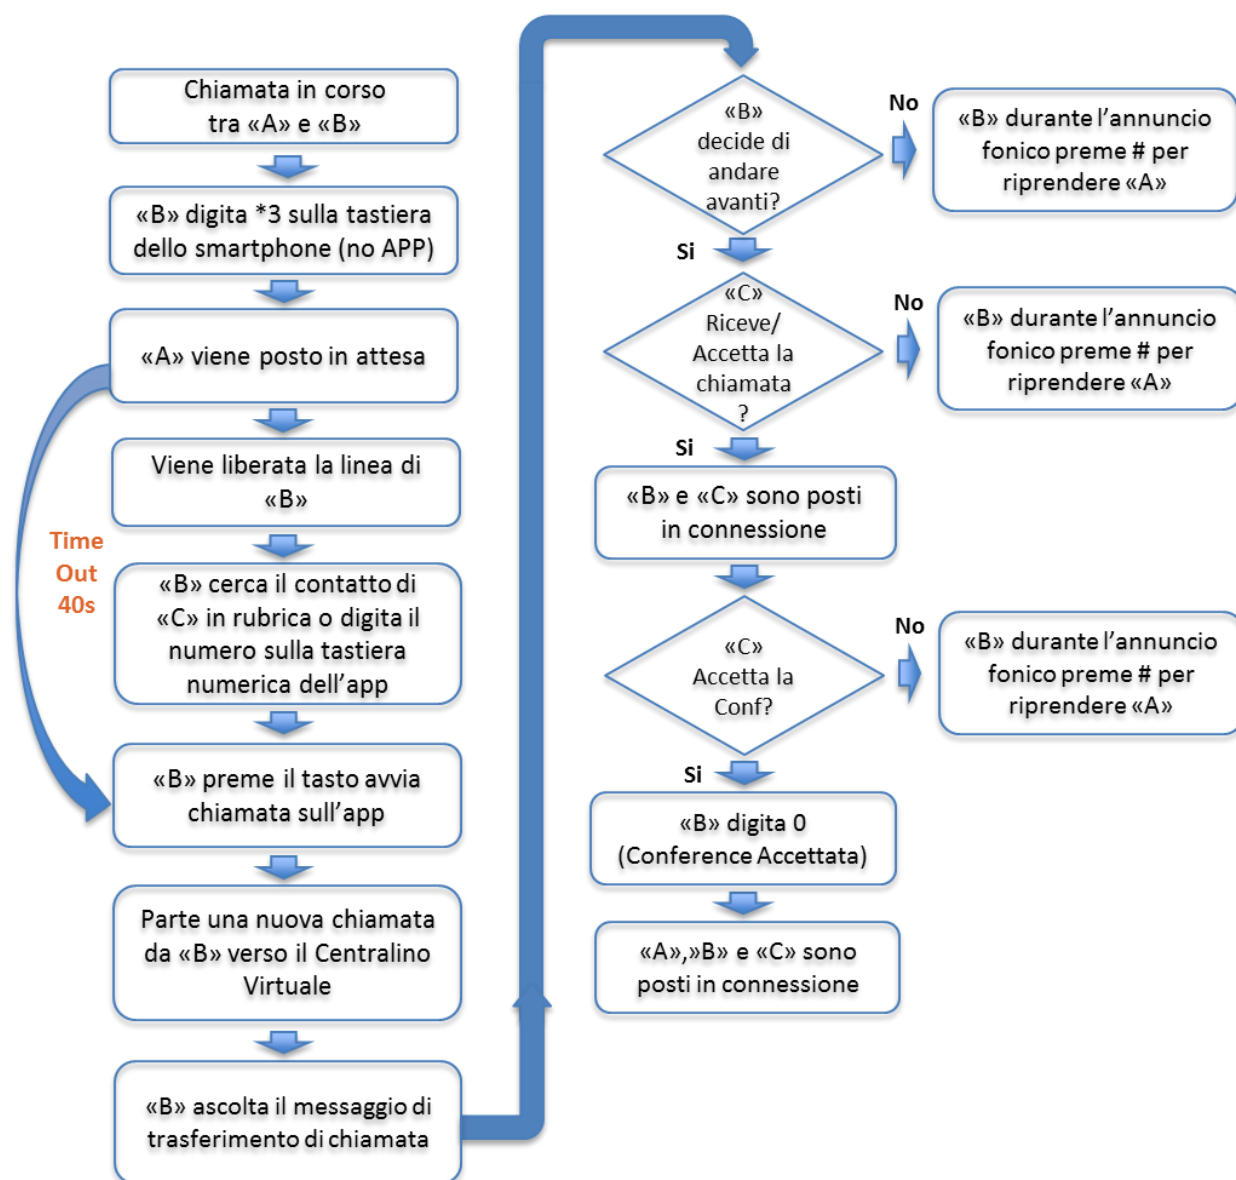 Chiamata in corso
tra «A» e «B»
«B» digita *3 sulla tastiera
dello smartphone (no APP)
«A» viene posto in attesa
Viene liberata la linea di
«B»
Time
Out
40s
«B» cerca il contatto di
«C» in rubrica o digita il
numero sulla tastiera
numerica dell’app
«B» preme il tasto avvia
chiamata sull’app
Parte una nuova chiamata
da «B» verso il Centralino
Virtuale
«B» ascolta il messaggio di
trasferimento di chiamata
«B»
decide di
andare
avanti?
No
«B» durante l’annuncio
fonico preme # per
riprendere «A»
Si
«C»
Riceve/
Accetta la
chiamata
?
No
«B» durante l’annuncio
fonico preme # per
riprendere «A»
Si
«B» e «C» sono posti
in connessione
«C»
Accetta la
Conf?
No
«B» durante l’annuncio
fonico preme # per
riprendere «A»
Si
«B» digita 0
(Conference Accettata)
«A»,»B» e «C» sono
posti in connessione